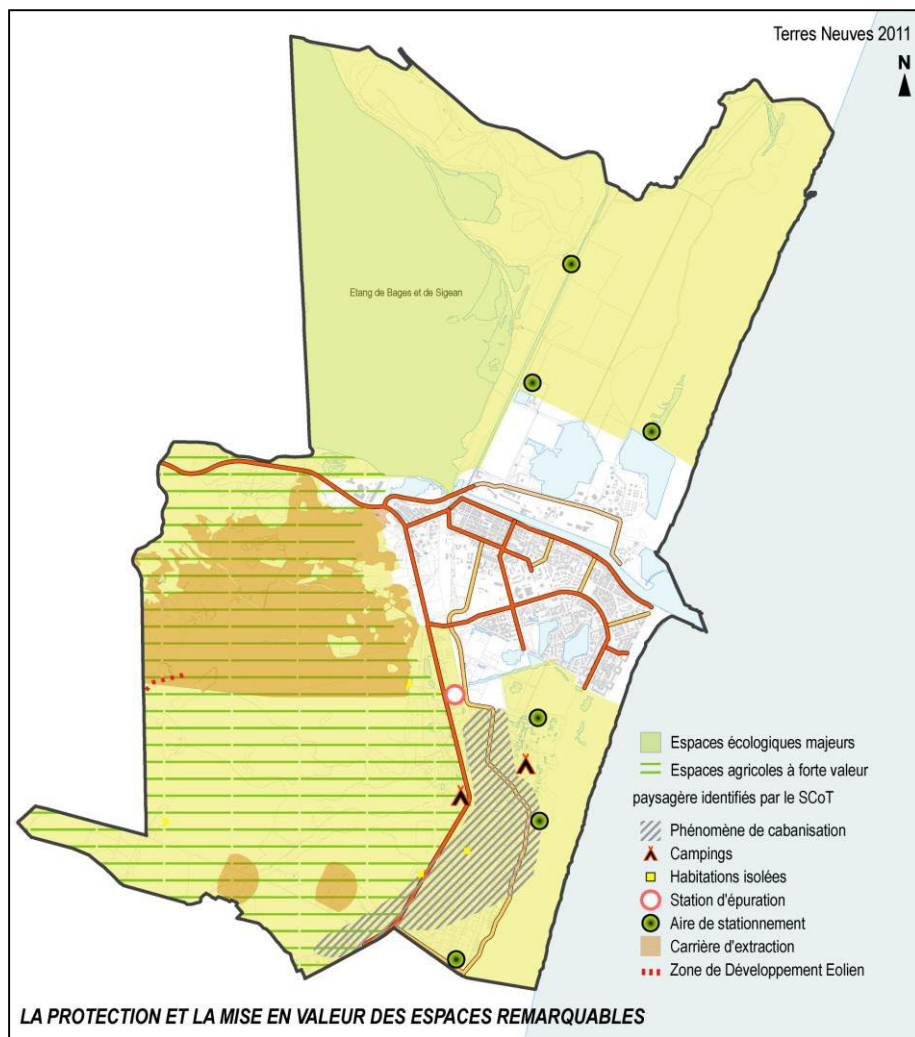 Terres Neuves 2011
N
Etang de Bages et de Sigean
Espaces écologiques majeurs
Espaces agricoles à forte valeur
paysagère identifiés par le SCoT
Phénomène de cabanisation
Campings
Habitations isolées
Station d'épuration
Aire de stationnement
Carrière d'extraction
Zone de Développement Eolien
LA PROTECTION ET LA MISE EN VALEUR DES ESPACES REMARQUABLES